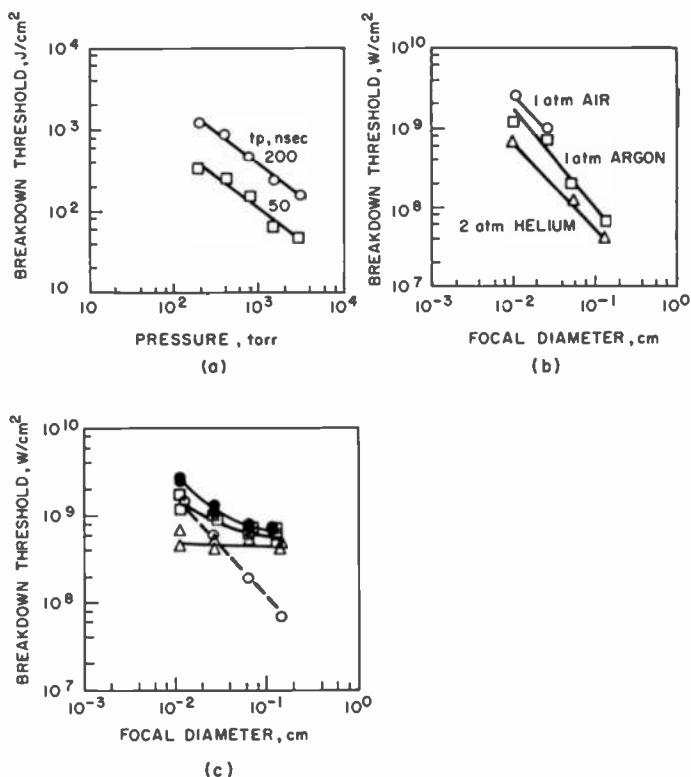 BREAKDOWN THRESHOLD, J/cm²
10⁴
10³
10²
10
tp, nsec
200
50
10
10²
10³
10⁴
PRESSURE, torr
(a)
BREAKDOWN THRESHOLD, W/cm²
10¹⁰
10⁹
10⁸
10⁷
1 atm AIR
1 atm ARGON
2 atm HELIUM
10⁻³
10⁻²
10⁻¹
10⁰
FOCAL DIAMETER, cm
(b)
BREAKDOWN THRESHOLD, W/cm²
10¹⁰
10⁹
10⁸
10⁷
10⁻³
10⁻²
10⁻¹
10⁰
FOCAL DIAMETER, cm
(c)